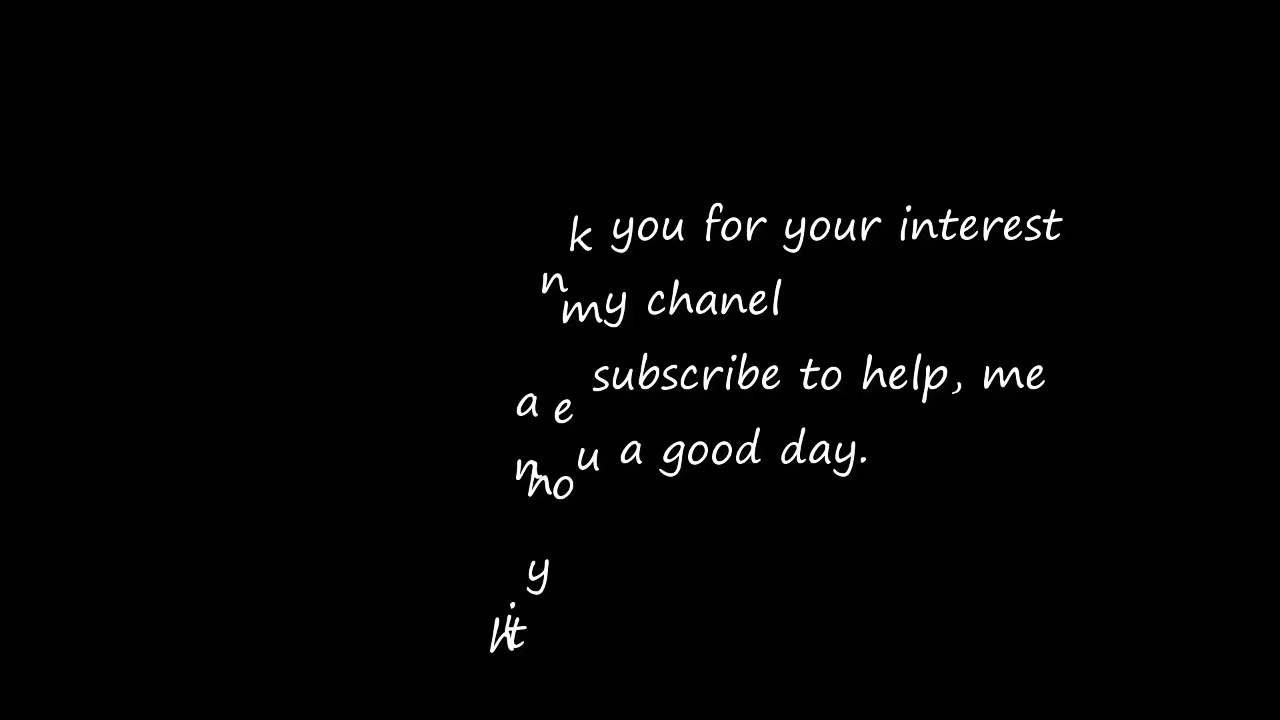 k you for your interest
n my chanel
e subscribe to help, me
u a good day.